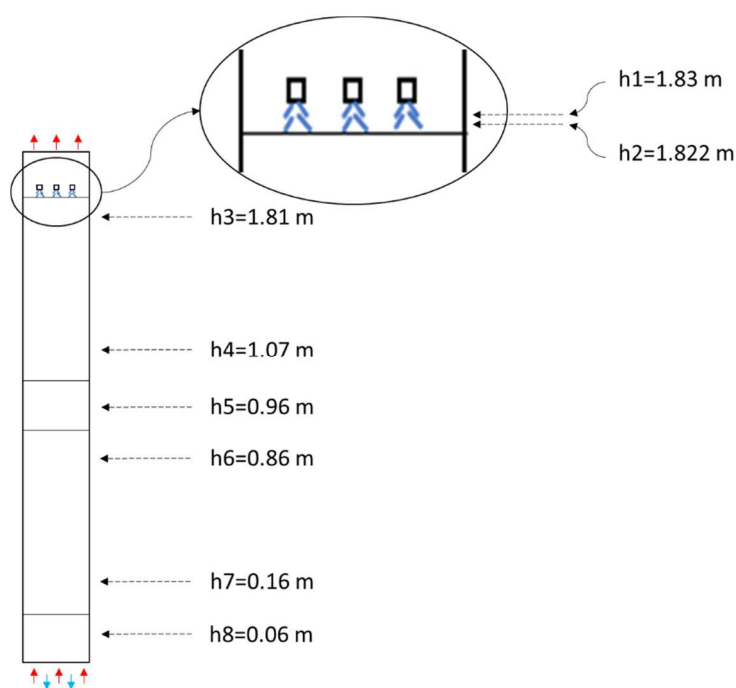 h1=1.83 m
h2=1.822 m
h3=1.81 m
h4=1.07 m
h5=0.96 m
h6=0.86 m
h7=0.16 m
h8=0.06 m